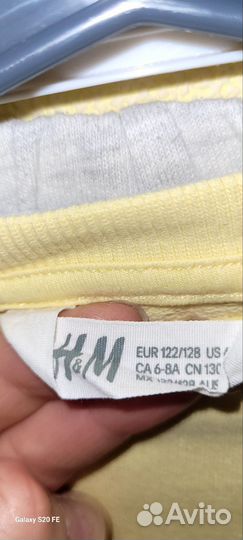 H&M
EUR 122/128 US
CA 6-8A CN 130
Galaxy S20 FE
Avito